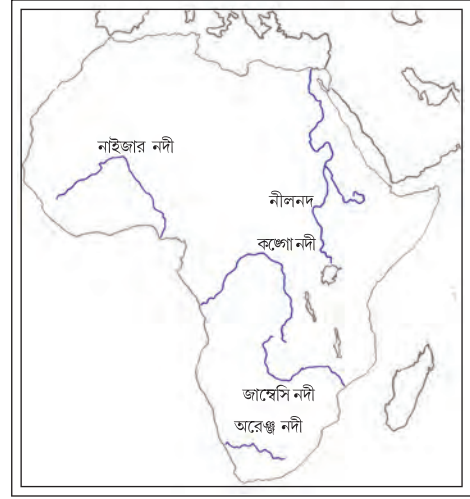 নাইজার নদী
নীলনদ
কঙ্গো নদী
জাম্বেসি নদী
অরেঞ্জ নদী